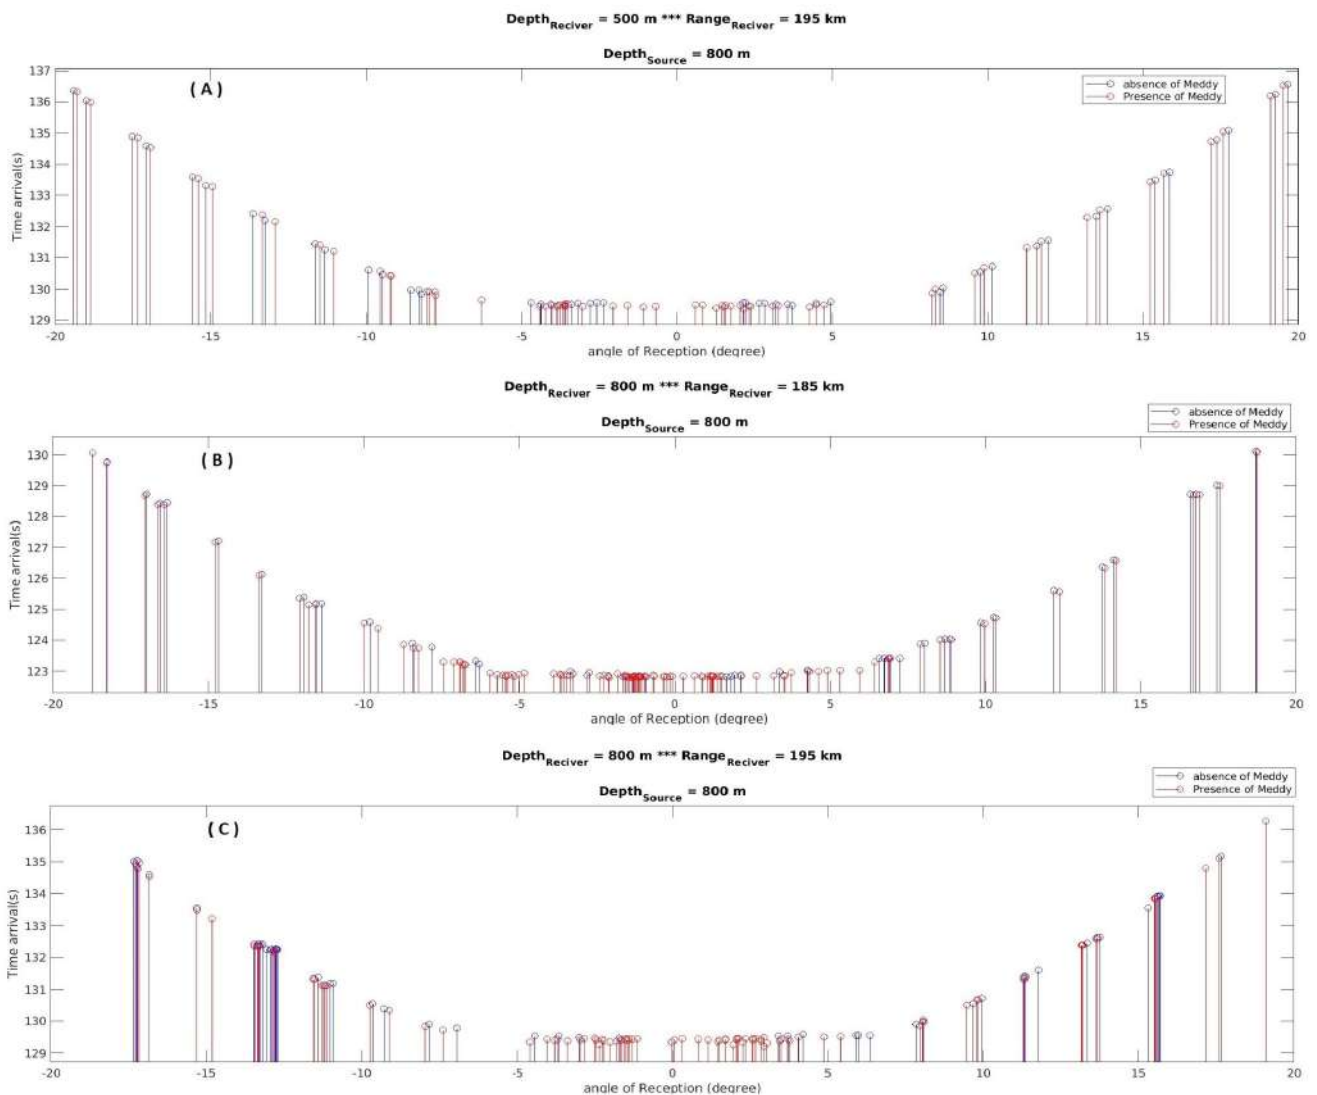 Depth_Reciver = 500 m *** Range_Reciver = 195 km
Depth_Source = 800 m
( A )
absence of Meddy
Presence of Meddy
137
136
135
134
133
132
131
130
129
Time arrival(s)
-20 -15 -10 -5 0 5 10 15 20
angle of Reception (degree)
Depth_Reciver = 800 m *** Range_Reciver = 185 km
Depth_Source = 800 m
( B )
absence of Meddy
Presence of Meddy
130
129
128
127
126
125
124
123
Time arrival(s)
-20 -15 -10 -5 0 5 10 15 20
angle of Reception (degree)
Depth_Reciver = 800 m *** Range_Reciver = 195 km
Depth_Source = 800 m
( C )
absence of Meddy
Presence of Meddy
136
135
134
133
132
131
130
129
Time arrival(s)
-20 -15 -10 -5 0 5 10 15 20
angle of Reception (degree)